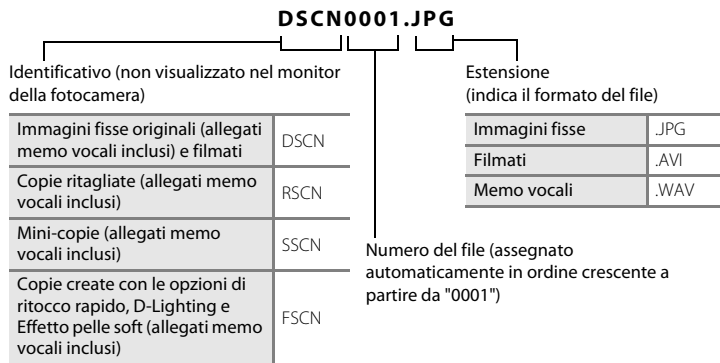 DSCN0001.JPG
Identificativo (non visualizzato nel monitor
della fotocamera)
Immagini fisse originali (allegati
memo vocali inclusi) e filmati
DSCN
Copie ritagliate (allegati memo
vocali inclusi)
RSCN
Mini-copie (allegati memo
vocali inclusi)
SSCN
Copie create con le opzioni di
ritocco rapido, D-Lighting e
Effetto pelle soft (allegati memo
vocali inclusi)
FSCN
Estensione
(indica il formato del file)
Immagini fisse .JPG
Filmati .AVI
Memo vocali .WAV
Numero del file (assegnato
automaticamente in ordine crescente a
partire da "0001")